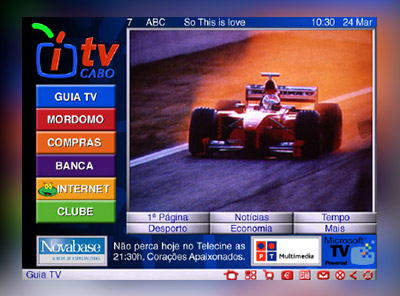 7 ABC So This is love 10:30 24 Mar
itv
CABO
GUIA TV
MORDOMO
COMPRAS
BANCA
INTERNET
CLUBE
1ª Página Notícias Tempo
Desporto Economia Mais
Novabase
Não perca hoje no Telecine as
21:30h, Corações Apaixonados.
PT Multimedia
Microsoft
TV
Powered
Guia TV